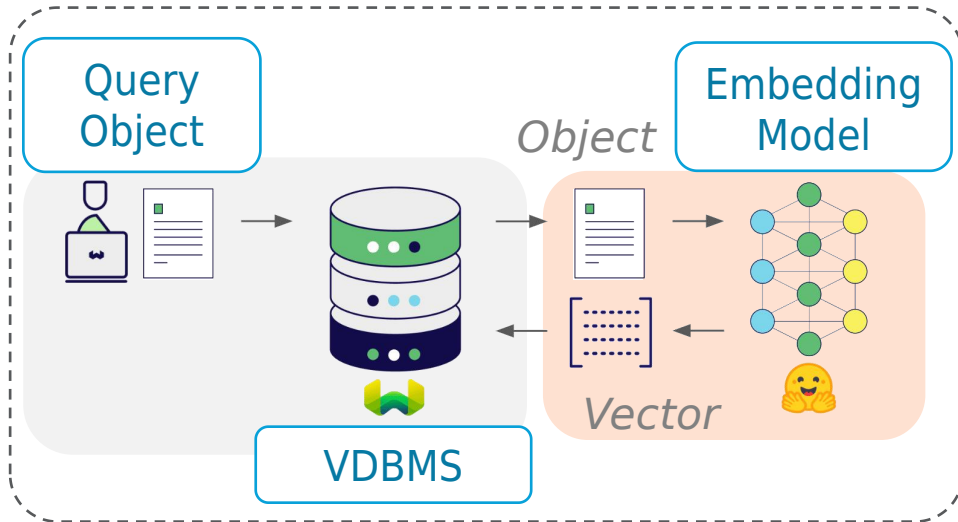 Query
Object
Embedding
Model
Object
Vector
VDBMS